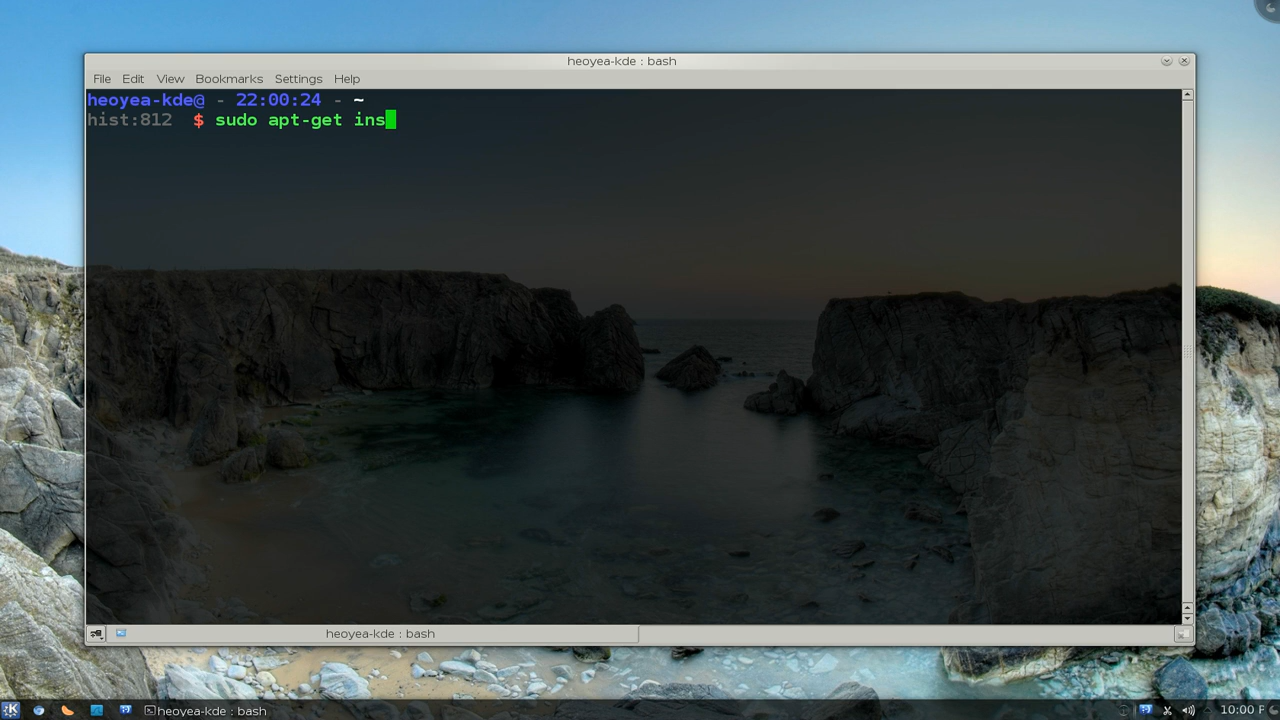 heoyea-kde : bash
File Edit View Bookmarks Settings Help
heoyea-kde@ - 22:00:24 - ~
hist:812 $ sudo apt-get ins
heoyea-kde : bash
heoyea-kde : bash 10:00 P